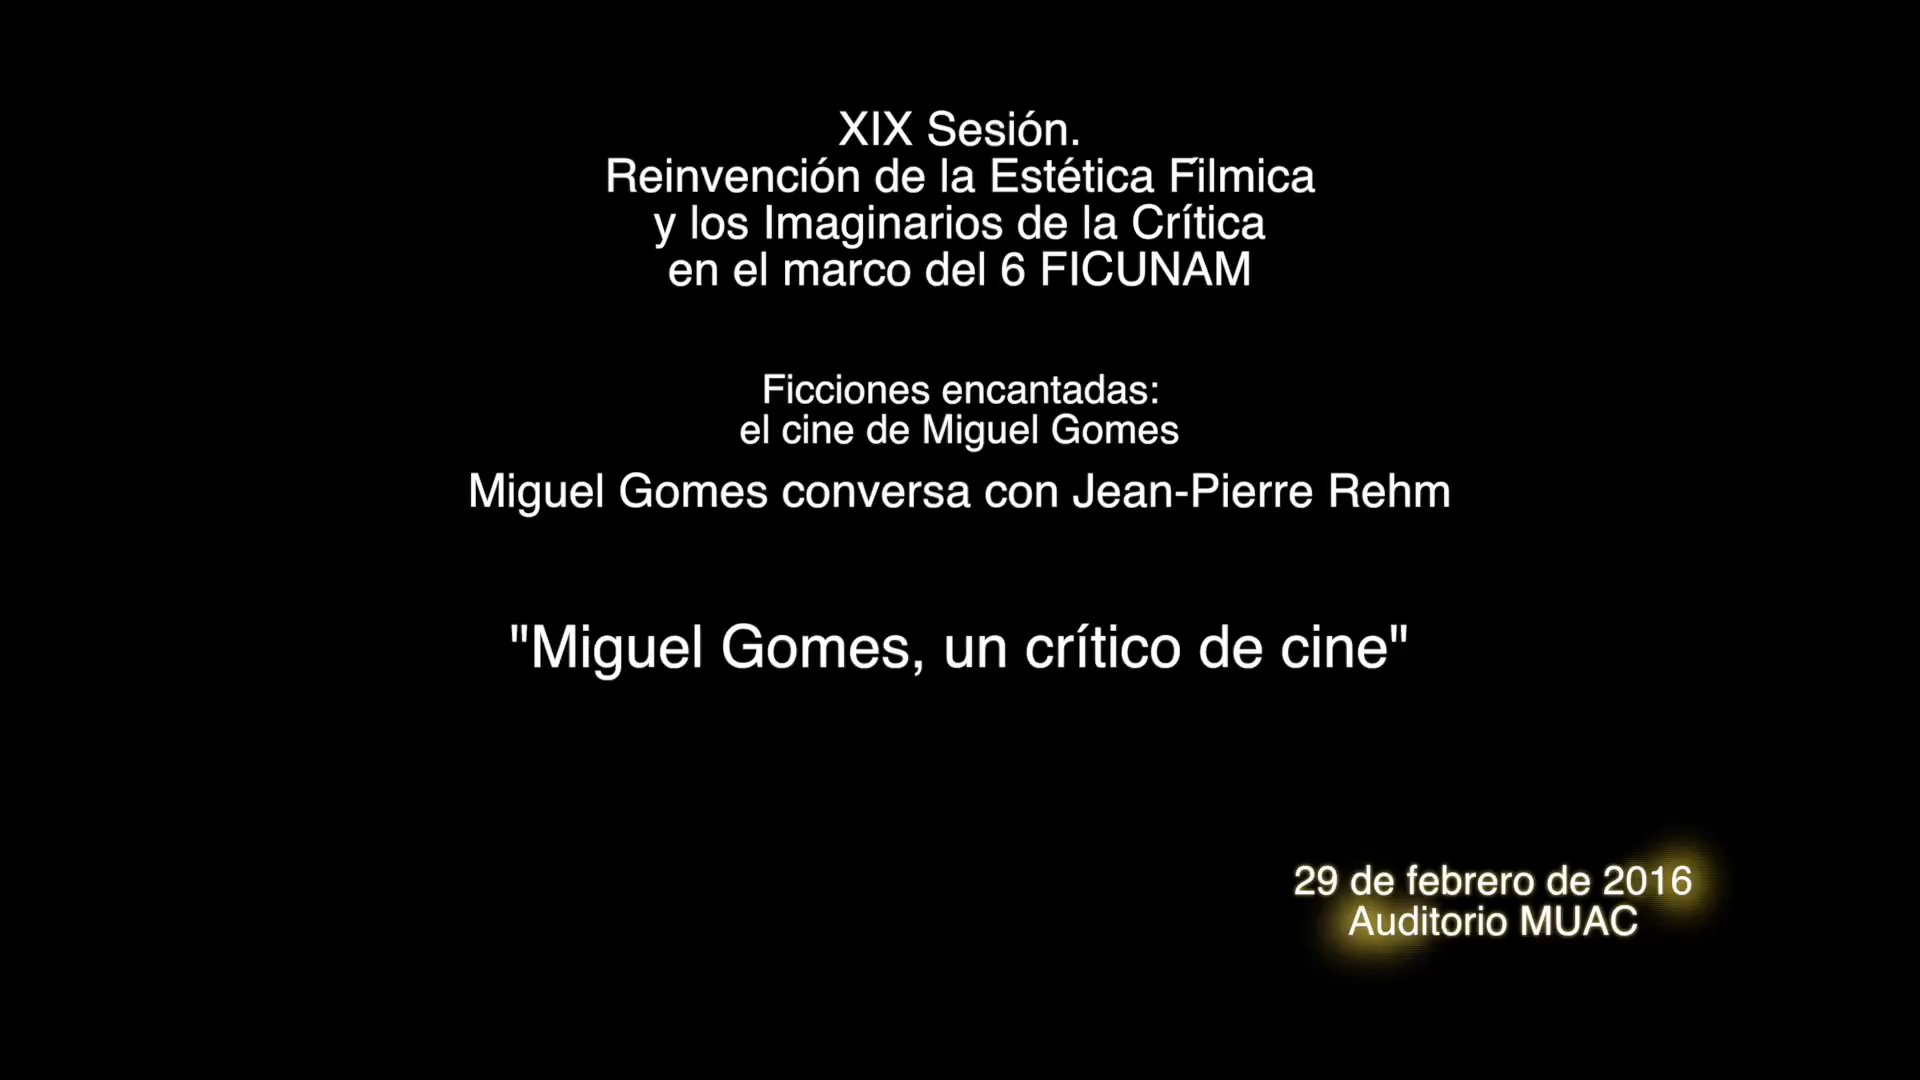 XIX Sesión.
Reinvención de la Estética Fílmica
y los Imaginarios de la Crítica
en el marco del 6 FICUNAM
Ficciones encantadas:
el cine de Miguel Gomes
Miguel Gomes conversa con Jean-Pierre Rehm
"Miguel Gomes, un crítico de cine"
29 de febrero de 2016
Auditorio MUAC